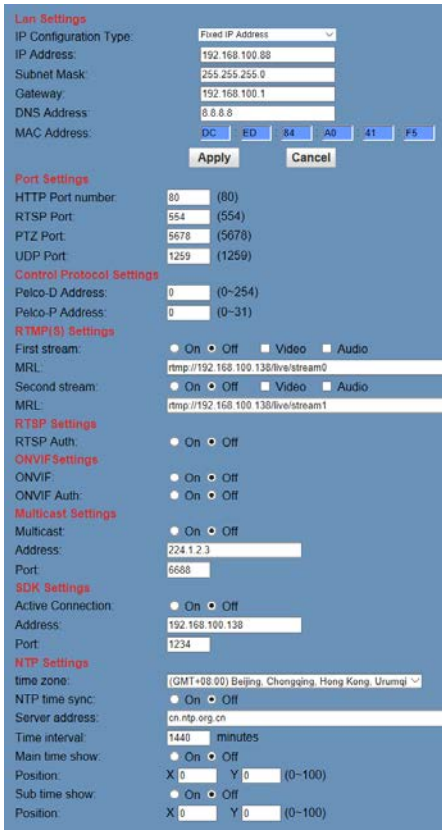 Lan Settings
IP Configuration Type: Fixed IP Address
IP Address: 192.168.100.88
Subnet Mask: 255.255.255.0
Gateway: 192.168.100.1
DNS Address: 8.8.8.8
MAC Address: DC : ED : 84 : A0 : 41 : F5
Apply Cancel
Port Settings
HTTP Port number: 80 (80)
RTSP Port: 554 (554)
PTZ Port: 5678 (5678)
UDP Port: 1259 (1259)
Control Protocol Settings
Pelco-D Address: 0 (0~254)
Pelco-P Address: 0 (0~31)
RTMP(S) Settings
First stream: On Off Video Audio
MRL: rtmp://192.168.100.138/live/stream0
Second stream: On Off Video Audio
MRL: rtmp://192.168.100.138/live/stream1
RTSP Settings
RTSP Auth: On Off
ONVIFSettings
ONVIF: On Off
ONVIF Auth: On Off
Multicast Settings
Multicast: On Off
Address: 224.1.2.3
Port: 6688
SDK Settings
Active Connection: On Off
Address: 192.168.100.138
Port: 1234
NTP Settings
time zone: (GMT+08:00) Beijing, Chongqing, Hong Kong, Urumqi
NTP time sync: On Off
Server address: cn.ntp.org.cn
Time interval: 1440 minutes
Main time show: On Off
Position: X 0 Y 0 (0~100)
Sub time show: On Off
Position: X 0 Y 0 (0~100)